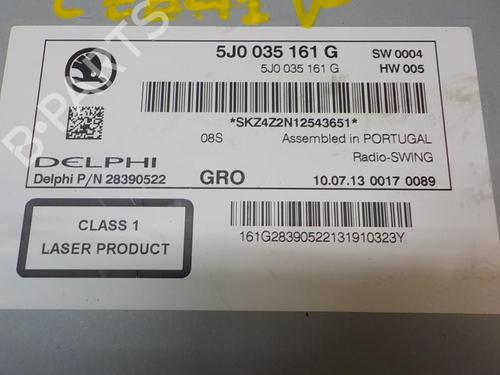 5J0 035 161 G SW 0004
5J0 035 161 G HW 005
*SKZ4Z2N12543651*
08S Assembled in PORTUGAL
Radio-SWING
DELPHI
Delphi P/N 28390522 GRO 10.07.13 0017 0089
CLASS 1
LASER PRODUCT
161G28390522131910323Y